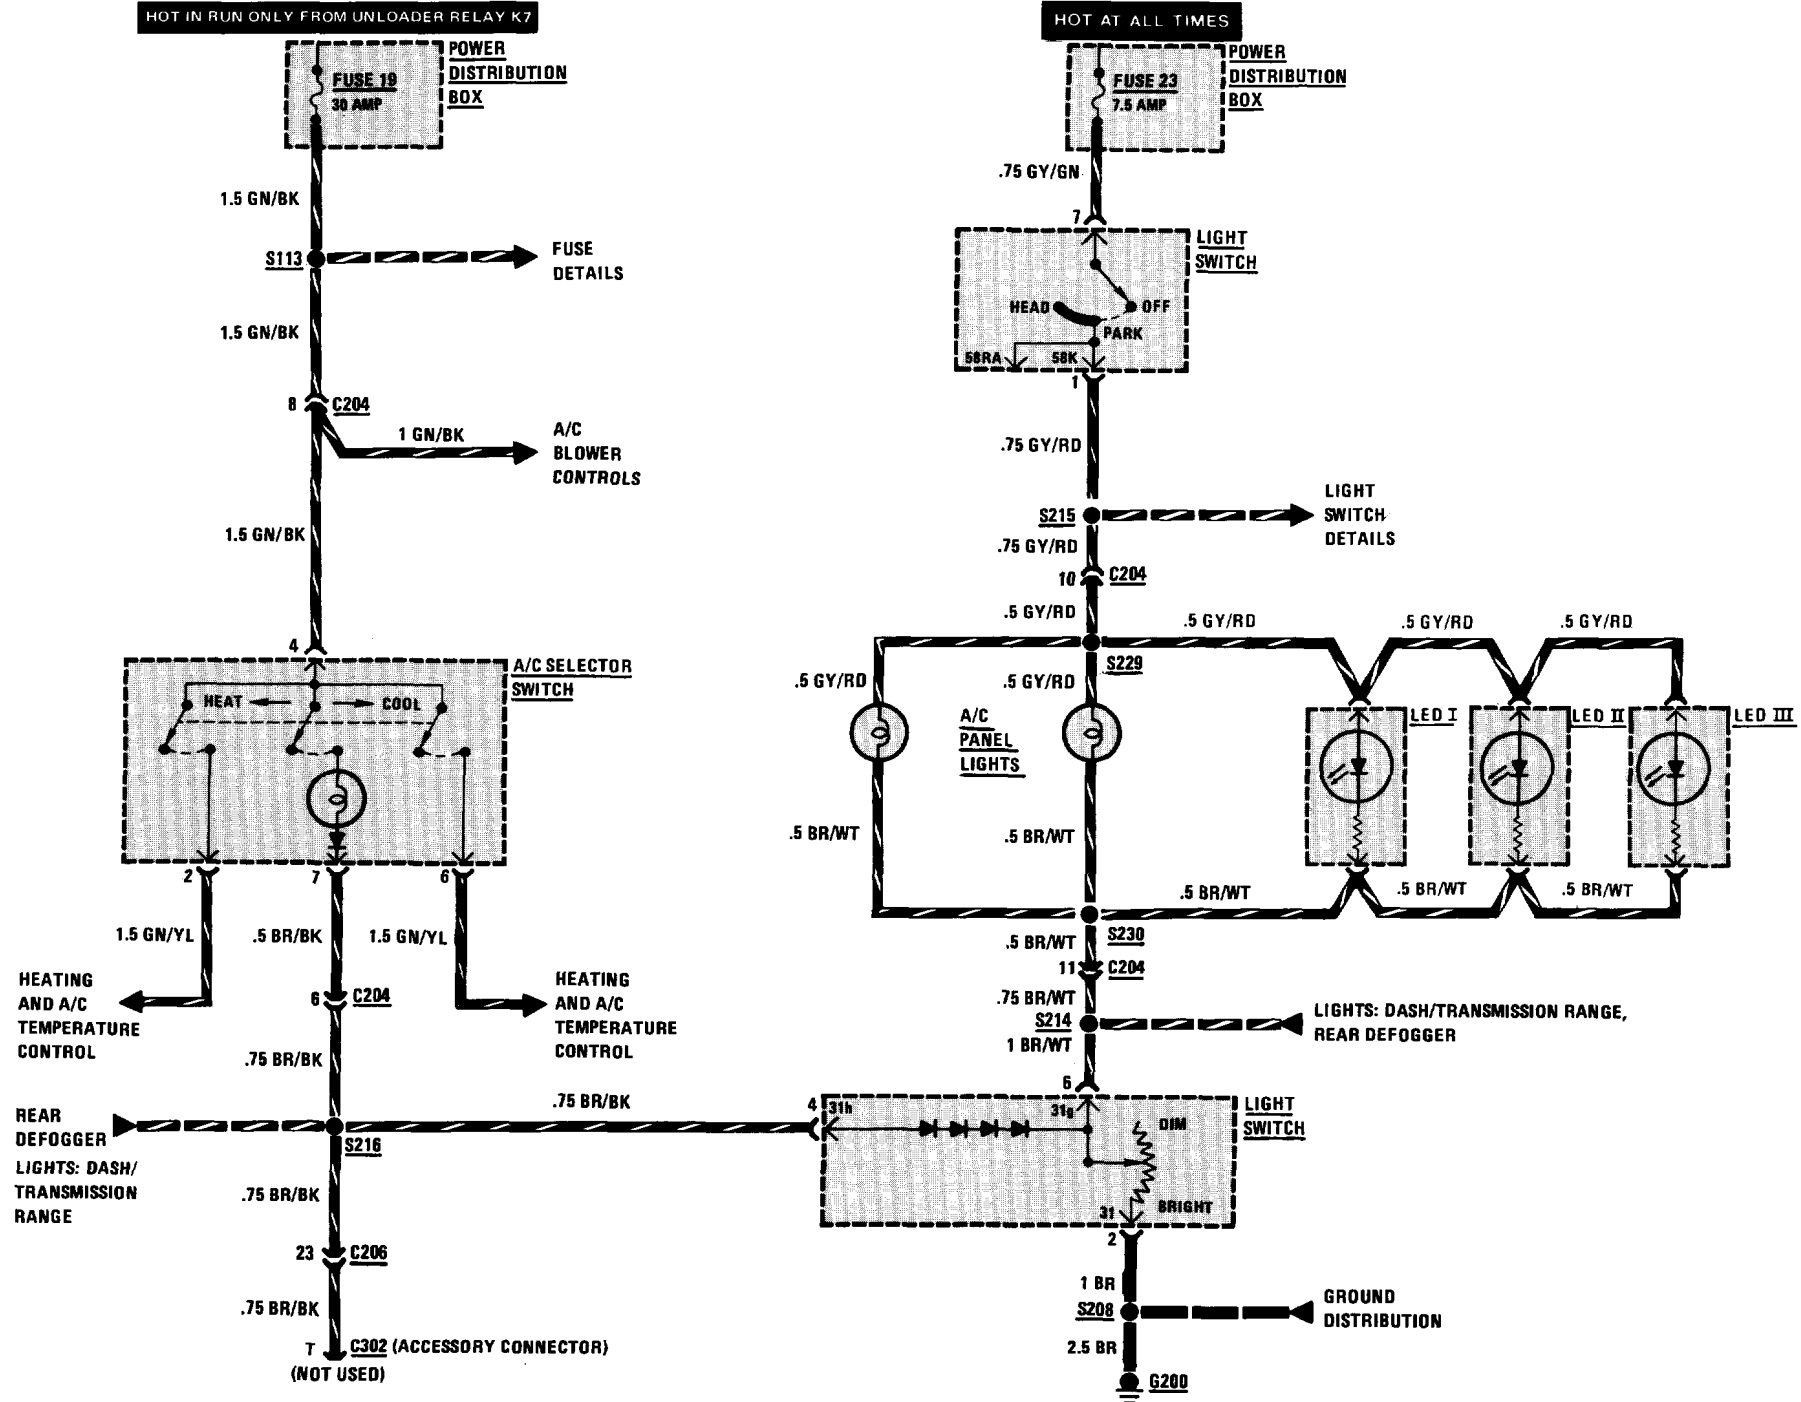 HOT IN RUN ONLY FROM UNLOADER RELAY K7
FUSE 19
30 AMP
POWER
DISTRIBUTION
BOX
1.5 GN/BK
S113
FUSE
DETAILS
1.5 GN/BK
8
C204
1 GN/BK
A/C
BLOWER
CONTROLS
1.5 GN/BK
4
A/C SELECTOR
SWITCH
HEAT
COOL
2
7
6
1.5 GN/YL
.5 BR/BK
1.5 GN/YL
HEATING
AND A/C
TEMPERATURE
CONTROL
6
C204
HEATING
AND A/C
TEMPERATURE
CONTROL
.75 BR/BK
REAR
DEFOGGER
LIGHTS: DASH/
TRANSMISSION
RANGE
S216
.75 BR/BK
.75 BR/BK
23
C206
.75 BR/BK
T
C302 (ACCESSORY CONNECTOR)
(NOT USED)
HOT AT ALL TIMES
FUSE 23
7.5 AMP
POWER
DISTRIBUTION
BOX
.75 GY/GN
7
LIGHT
SWITCH
HEAD
OFF
PARK
58RA
58K
1
.75 GY/RD
S215
LIGHT
SWITCH
DETAILS
.75 GY/RD
10
C204
.5 GY/RD
.5 GY/RD
.5 GY/RD
.5 GY/RD
S229
.5 GY/RD
.5 GY/RD
A/C
PANEL
LIGHTS
LED I
LED II
LED III
.5 BR/WT
.5 BR/WT
.5 BR/WT
.5 BR/WT
.5 BR/WT
S230
.5 BR/WT
11
C204
.75 BR/WT
S214
LIGHTS: DASH/TRANSMISSION RANGE,
REAR DEFOGGER
1 BR/WT
6
4
31h
31g
LIGHT
SWITCH
DIM
BRIGHT
31
2
1 BR
S208
GROUND
DISTRIBUTION
2.5 BR
G200